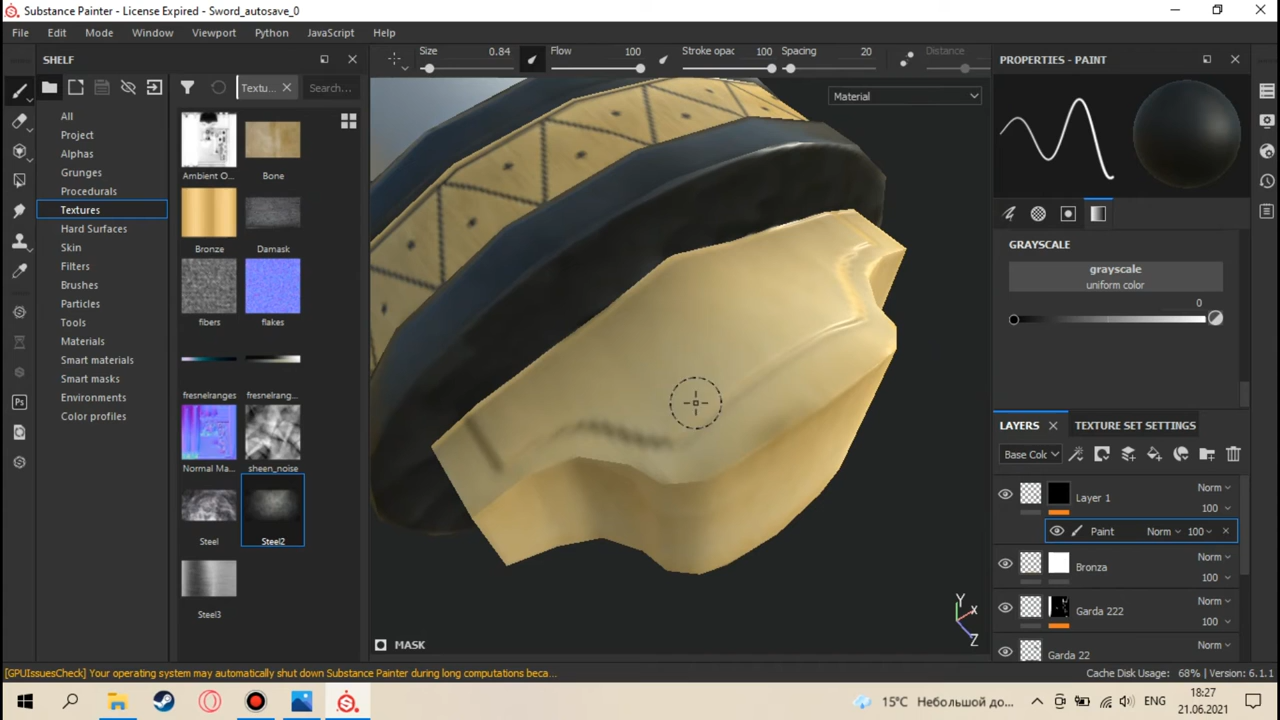 Substance Painter - License Expired - Sword_autosave_0
File Edit Mode Window Viewport Python JavaScript Help
SHELF
Textu...
Search...
All
Project
Alphas
Grunges
Procedurals
Textures
Hard Surfaces
Skin
Filters
Brushes
Particles
Tools
Materials
Smart materials
Smart masks
Environments
Color profiles
Ambient O... Bone
Bronze Damask
fibers flakes
fresnelranges fresnelrang...
Normal Ma... sheen_noise
Steel Steel2
Steel3
Ps
Size 0.84 Flow 100 Stroke opac 100 Spacing 20 Distance
Material
Y
X
Z
MASK
PROPERTIES - PAINT
GRAYSCALE
grayscale
uniform color
0
LAYERS TEXTURE SET SETTINGS
Base Colc
Layer 1 Norm
100
Paint Norm 100
Bronza Norm
100
Garda 222 Norm
100
Garda 22 Norm
[GPUIssuesCheck] Your operating system may automatically shut down Substance Painter during long computations beca...
Cache Disk Usage: 68% | Version: 6.1.1
15°C Небольшой до...
ENG
18:27
21.06.2021